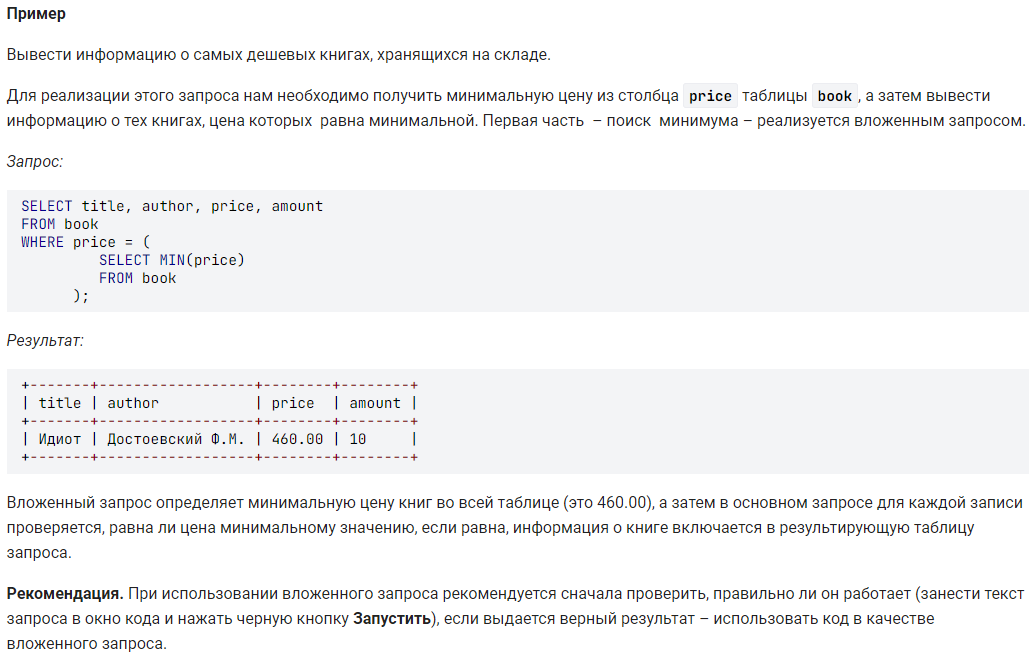 Пример
Вывести информацию о самых дешевых книгах, хранящихся на складе.
Для реализации этого запроса нам необходимо получить минимальную цену из столбца price таблицы book, а затем вывести
информацию о тех книгах, цена которых равна минимальной. Первая часть – поиск минимума – реализуется вложенным запросом.
Запрос:
SELECT title, author, price, amount
FROM book
WHERE price = (
         SELECT MIN(price)
         FROM book
      );
Результат:
+-------+------------------+--------+--------+
| title | author           | price  | amount |
+-------+------------------+--------+--------+
| Идиот | Достоевский Ф.М. | 460.00 | 10     |
+-------+------------------+--------+--------+
Вложенный запрос определяет минимальную цену книг во всей таблице (это 460.00), а затем в основном запросе для каждой записи
проверяется, равна ли цена минимальному значению, если равна, информация о книге включается в результирующую таблицу
запроса.
Рекомендация. При использовании вложенного запроса рекомендуется сначала проверить, правильно ли он работает (занести текст
запроса в окно кода и нажать черную кнопку Запустить), если выдается верный результат – использовать код в качестве
вложенного запроса.